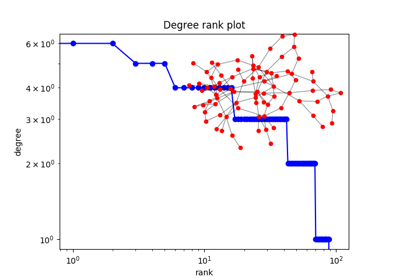 Degree rank plot
6 × 10⁰
4 × 10⁰
3 × 10⁰
2 × 10⁰
10⁰
degree
10⁰
10¹
10²
rank